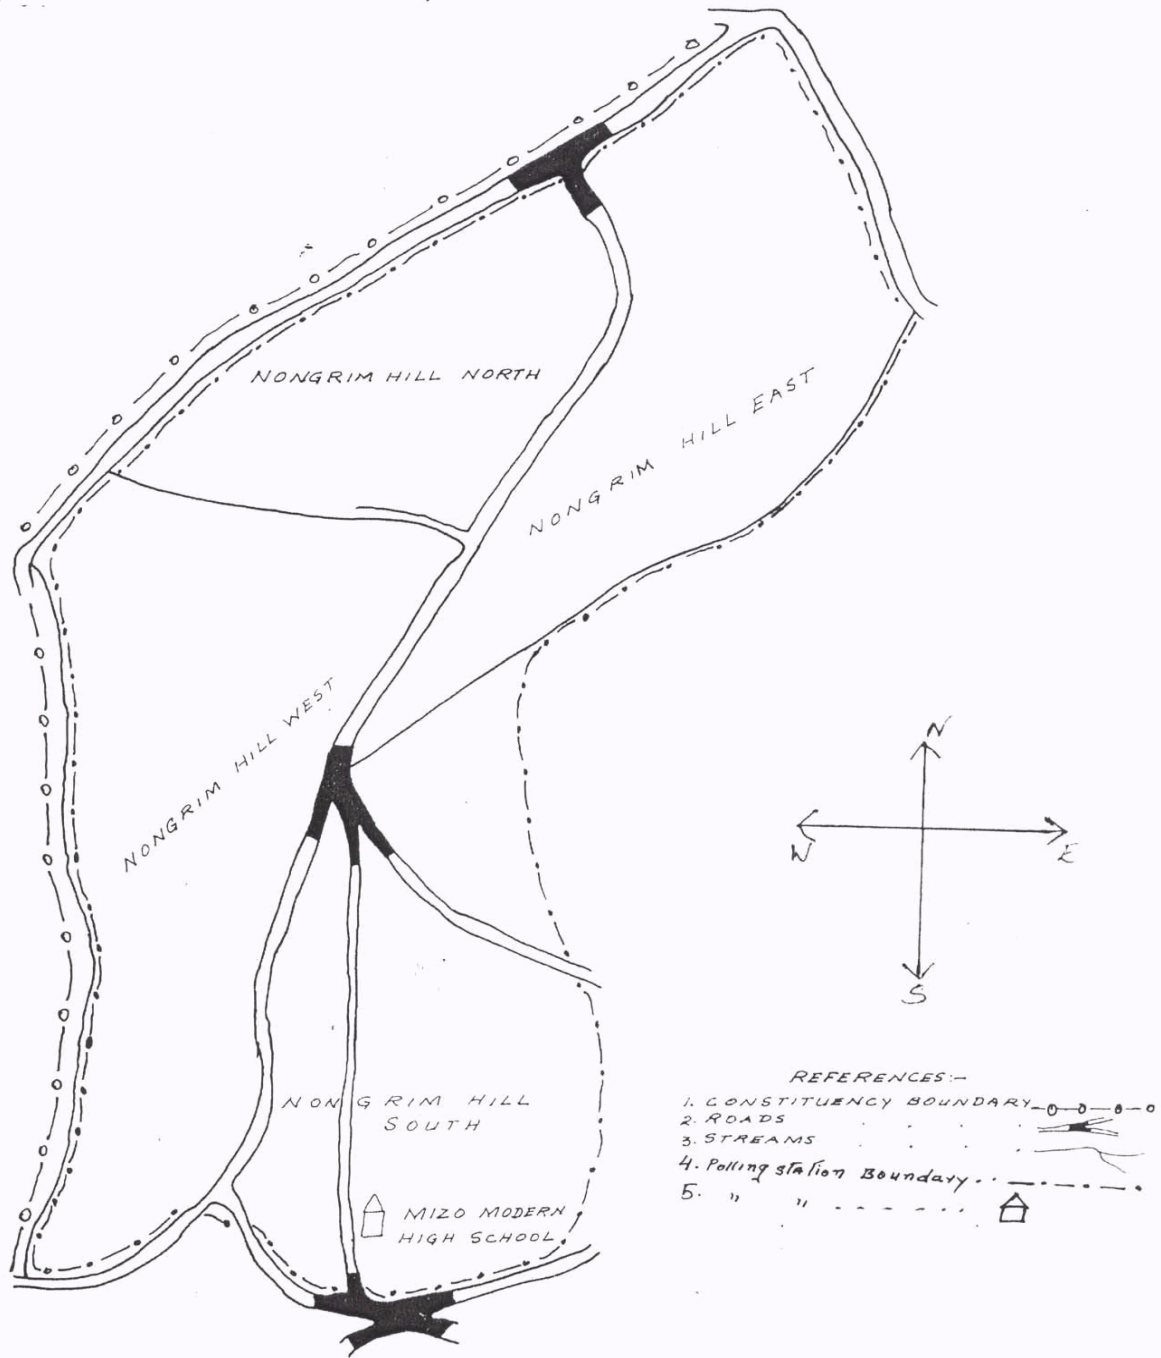 NONGRIM HILL NORTH
NONGRIM HILL EAST
NONGRIM HILL WEST
N
W
E
S
NONGRIM HILL
SOUTH
MIZO MODERN
HIGH SCHOOL
REFERENCES:-
1. CONSTITUENCY BOUNDARY
2. ROADS . . . .
3. STREAMS . . . .
4. Polling station Boundary . .
5. " " - - - - - . .